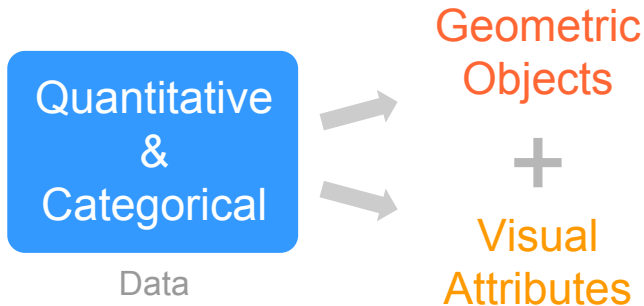 Quantitative
&
Categorical
Data
Geometric
Objects
+
Visual
Attributes